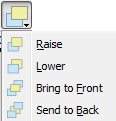 Raise
Lower
Bring to Front
Send to Back